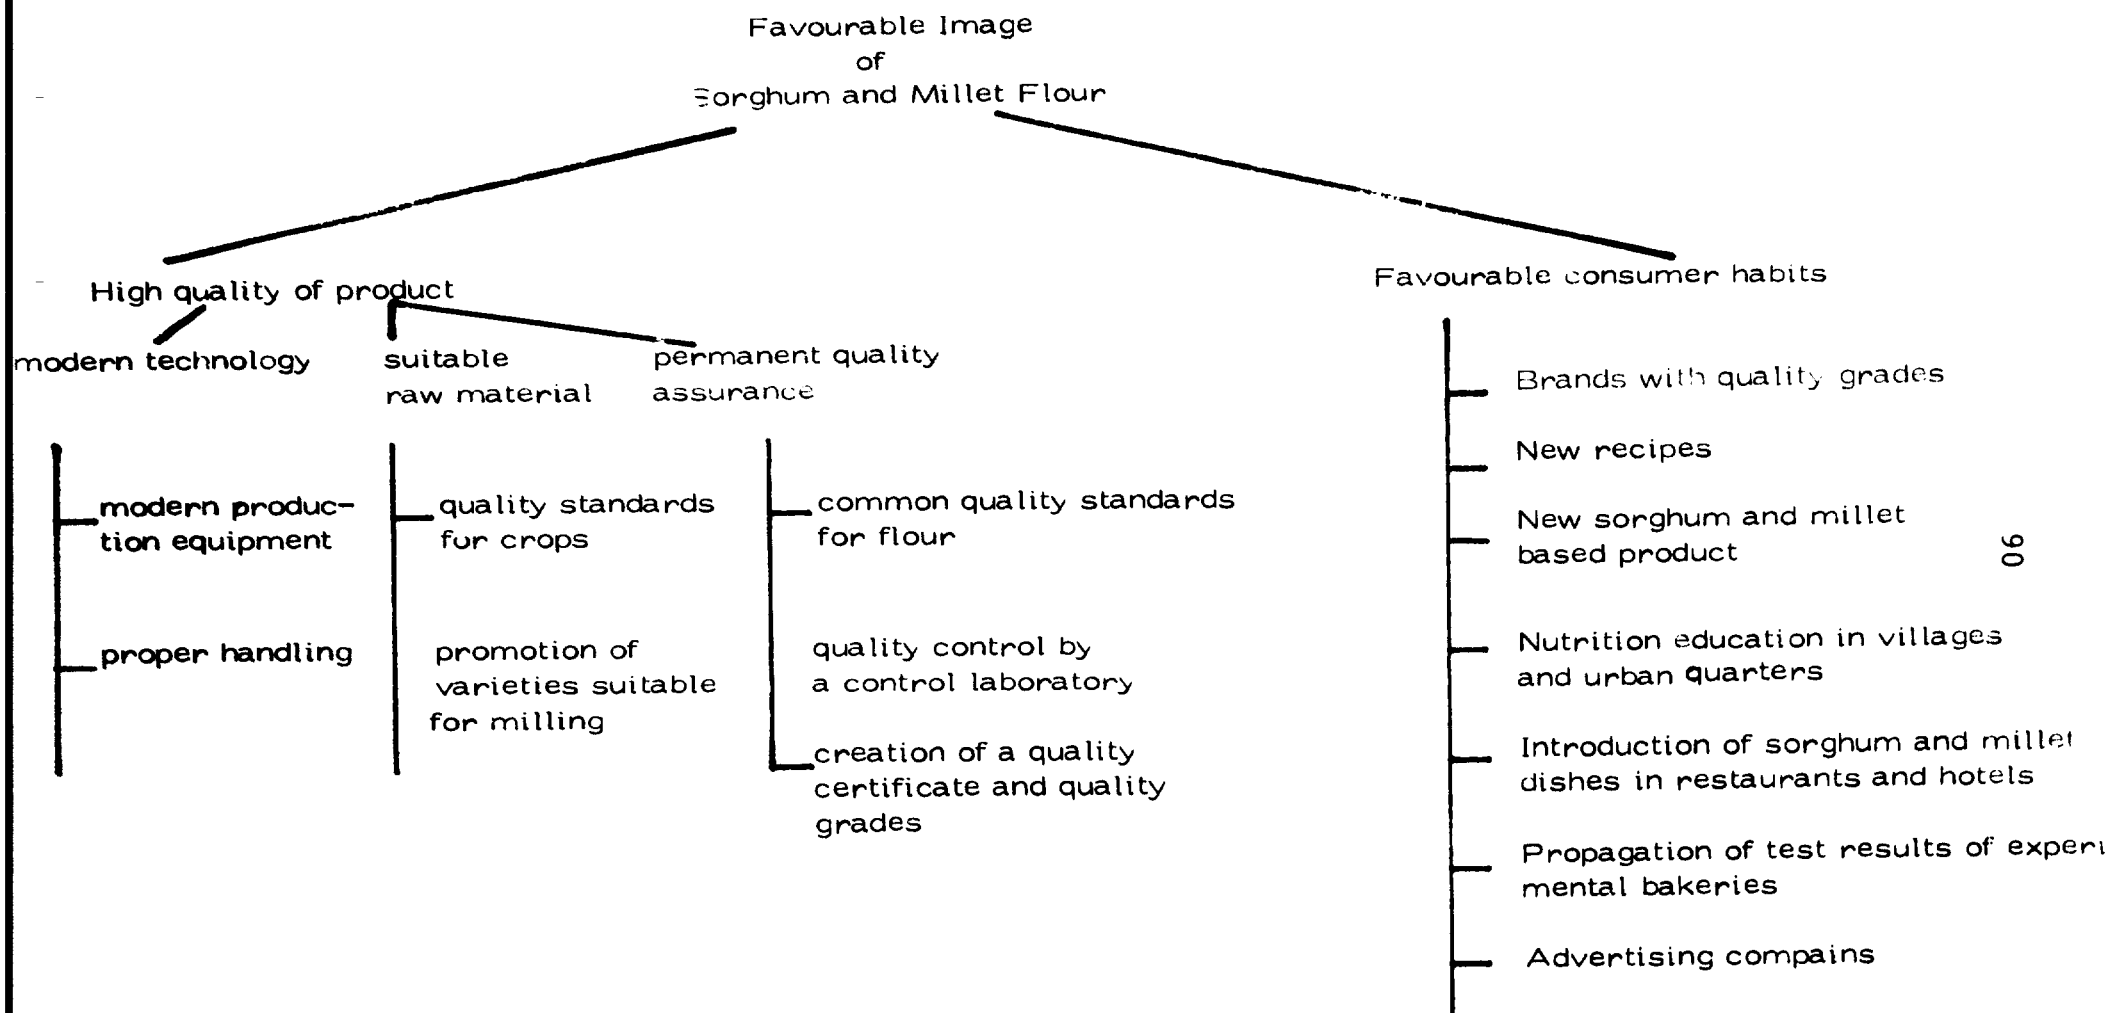 Favourable Image
of
Sorghum and Millet Flour
High quality of product
modern technology
suitable
raw material
permanent quality
assurance
modern produc-
tion equipment
proper handling
quality standards
fur crops
promotion of
varieties suitable
for milling
common quality standards
for flour
quality control by
a control laboratory
creation of a quality
certificate and quality
grades
Favourable consumer habits
Brands with quality grades
New recipes
New sorghum and millet
based product
Nutrition education in villages
and urban quarters
Introduction of sorghum and millet
dishes in restaurants and hotels
Propagation of test results of experi
mental bakeries
Advertising compains
90